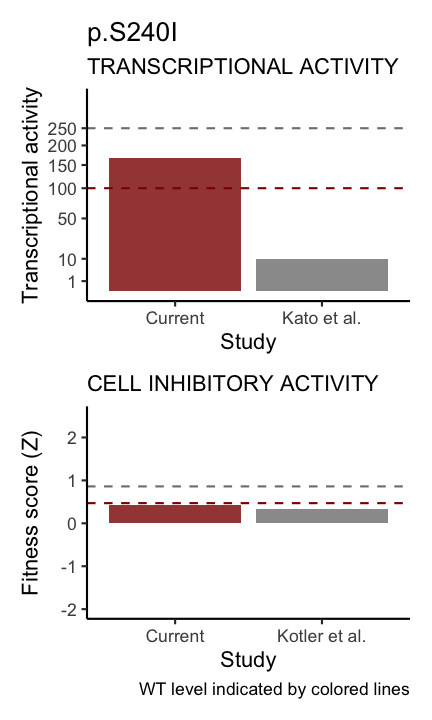 p.S240I
TRANSCRIPTIONAL ACTIVITY
Transcriptional activity
250
200
150
100
50
10
1
Current
Kato et al.
Study
CELL INHIBITORY ACTIVITY
Fitness score (Z)
2
1
0
-1
-2
Current
Kotler et al.
Study
WT level indicated by colored lines